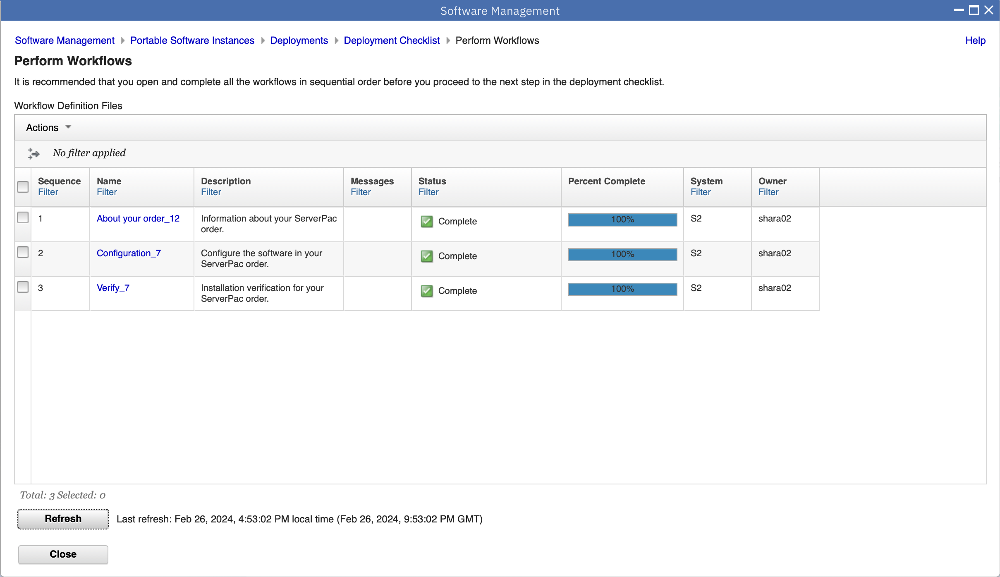 Software Management
Software Management Portable Software Instances Deployments Deployment Checklist Perform Workflows Help
Perform Workflows
It is recommended that you open and complete all the workflows in sequential order before you proceed to the next step in the deployment checklist.
Workflow Definition Files
Actions
No filter applied
Sequence Name Description Messages Status Percent Complete System Owner
Filter Filter Filter Filter Filter Filter Filter
1 About your order_12 Information about your ServerPac Complete 100% S2 shara02
order.
2 Configuration_7 Configure the software in your Complete 100% S2 shara02
ServerPac order.
3 Verify_7 Installation verification for your Complete 100% S2 shara02
ServerPac order.
Total: 3 Selected: 0
Refresh Last refresh: Feb 26, 2024, 4:53:02 PM local time (Feb 26, 2024, 9:53:02 PM GMT)
Close